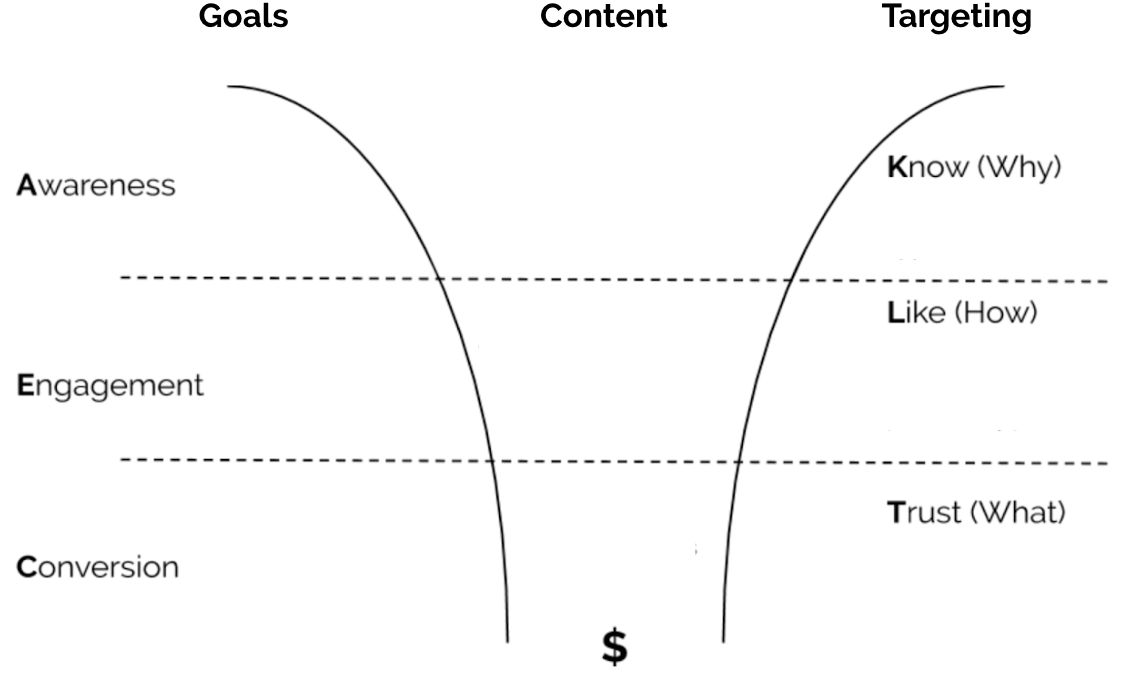 Goals Content Targeting
Awareness
Know (Why)
Like (How)
Engagement
Trust (What)
Conversion
$